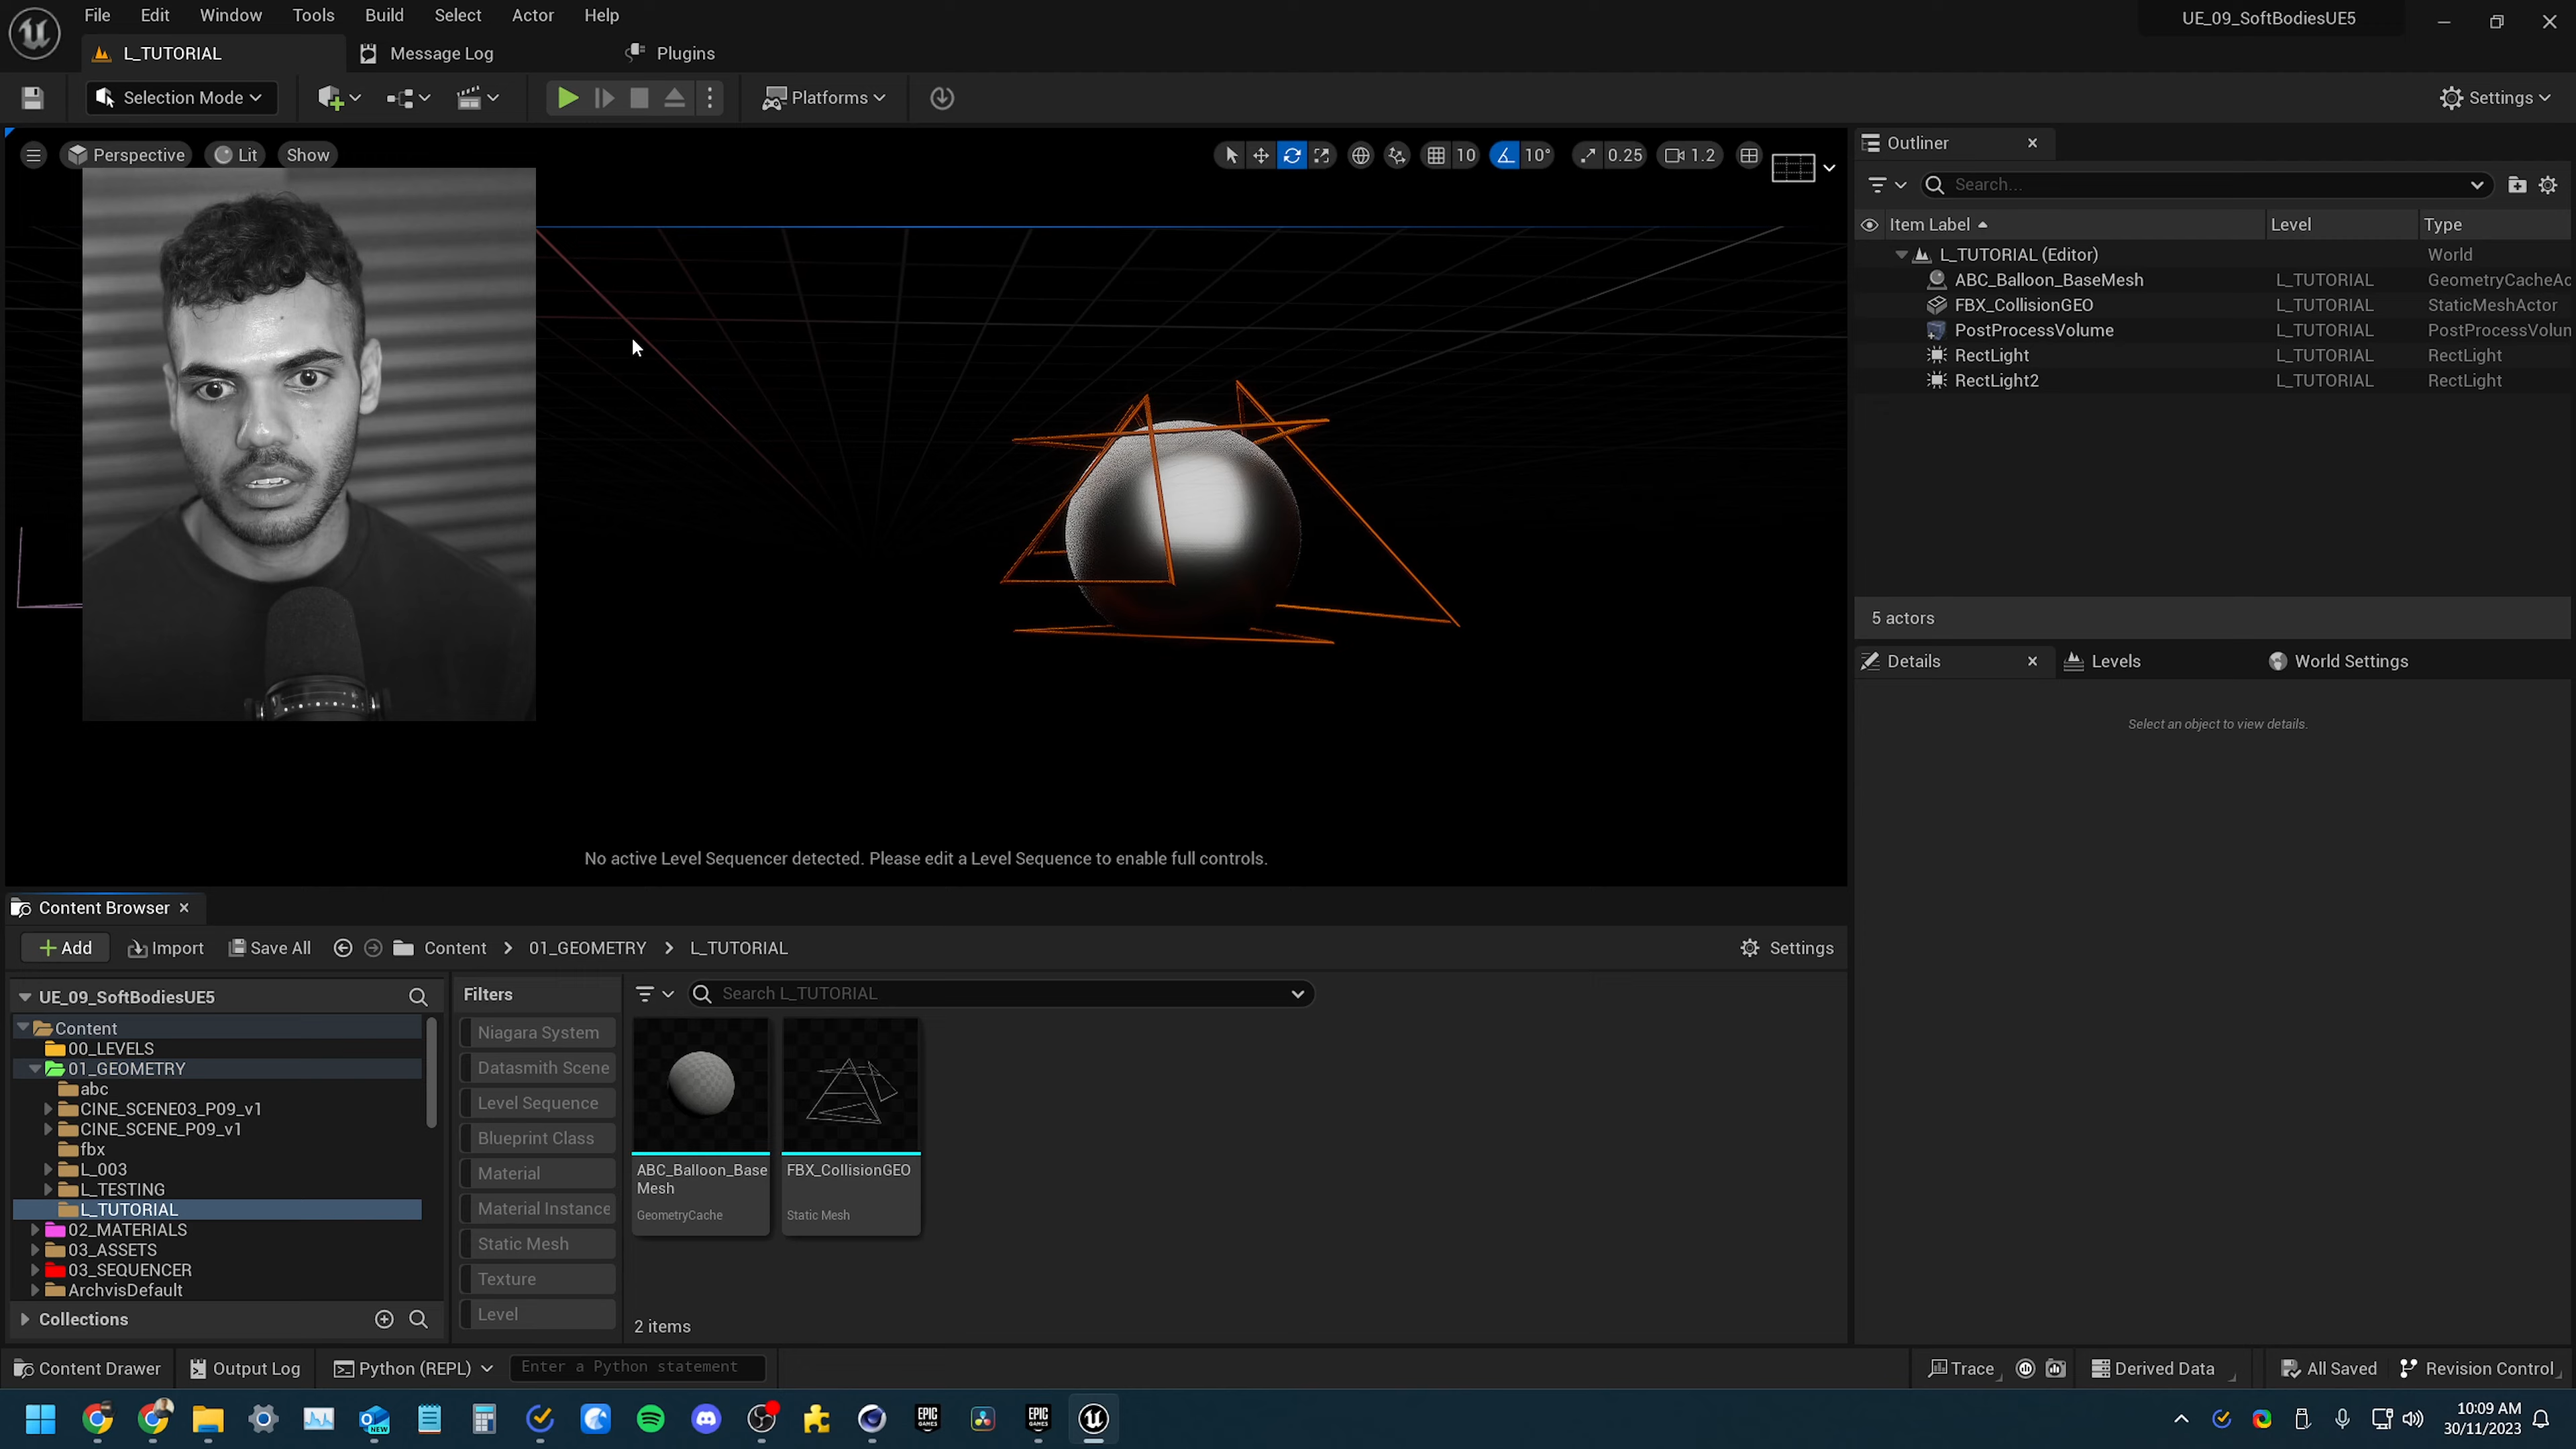 File Edit Window Tools Build Select Actor Help
UE_09_SoftBodiesUE5
L_TUTORIAL
Message Log
Plugins
Selection Mode
Platforms
Settings
Perspective
Lit
Show
10
10°
0.25
1.2
Outliner
Search...
Item Label
Level
Type
L_TUTORIAL (Editor)
World
ABC_Balloon_BaseMesh
L_TUTORIAL
GeometryCacheAc
FBX_CollisionGEO
L_TUTORIAL
StaticMeshActor
PostProcessVolume
L_TUTORIAL
PostProcessVolun
RectLight
L_TUTORIAL
RectLight
RectLight2
L_TUTORIAL
RectLight
5 actors
Details
Levels
World Settings
Select an object to view details.
No active Level Sequencer detected. Please edit a Level Sequence to enable full controls.
Content Browser
Add
Import
Save All
Content
01_GEOMETRY
L_TUTORIAL
Settings
UE_09_SoftBodiesUE5
Content
00_LEVELS
01_GEOMETRY
abc
CINE_SCENE03_P09_v1
CINE_SCENE_P09_v1
fbx
L_003
L_TESTING
L_TUTORIAL
02_MATERIALS
03_ASSETS
03_SEQUENCER
ArchvisDefault
Collections
Filters
Niagara System
Datasmith Scene
Level Sequence
Blueprint Class
Material
Material Instance
Static Mesh
Texture
Level
Search L_TUTORIAL
ABC_Balloon_Base
Mesh
GeometryCache
FBX_CollisionGEO
Static Mesh
2 items
Content Drawer
Output Log
Python (REPL)
Enter a Python statement
Trace
Derived Data
All Saved
Revision Control
NEW
EPIC
GAMES
EPIC
GAMES
10:09 AM
30/11/2023